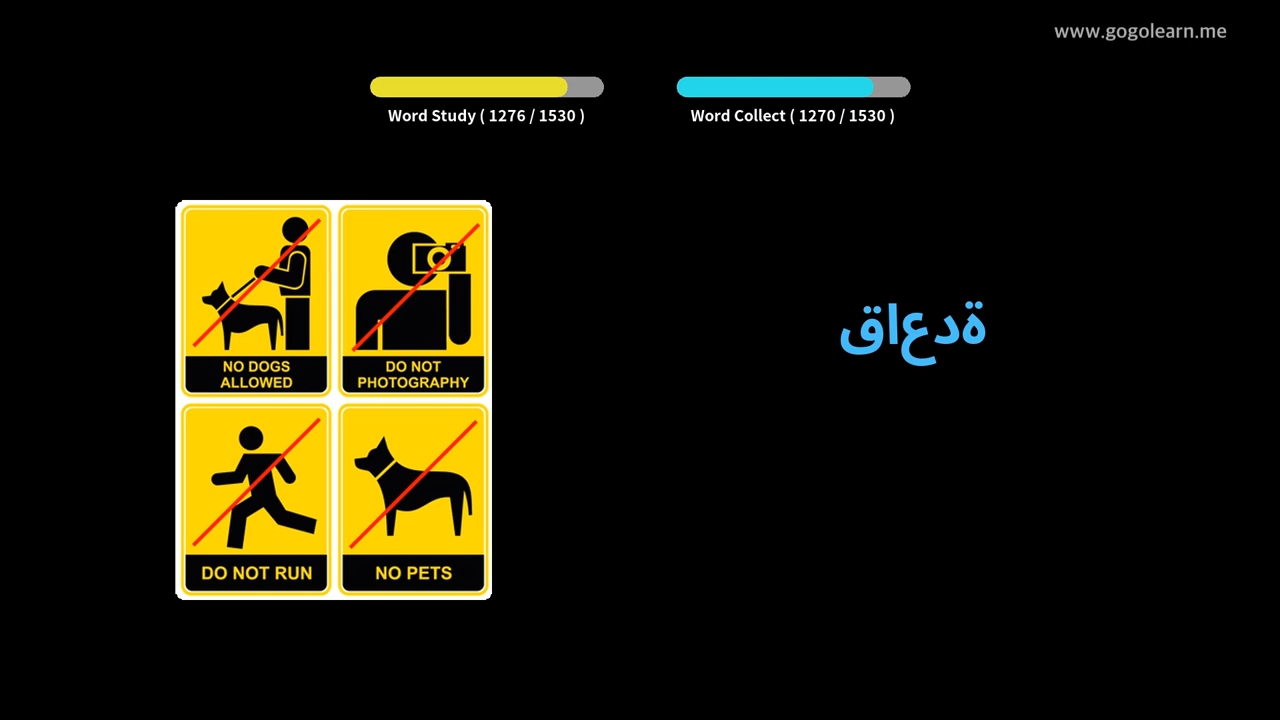 www.gogolearn.me
Word Study ( 1276 / 1530 )
Word Collect ( 1270 / 1530 )
NO DOGS
ALLOWED
DO NOT
PHOTOGRAPHY
DO NOT RUN
NO PETS
ةدعاق